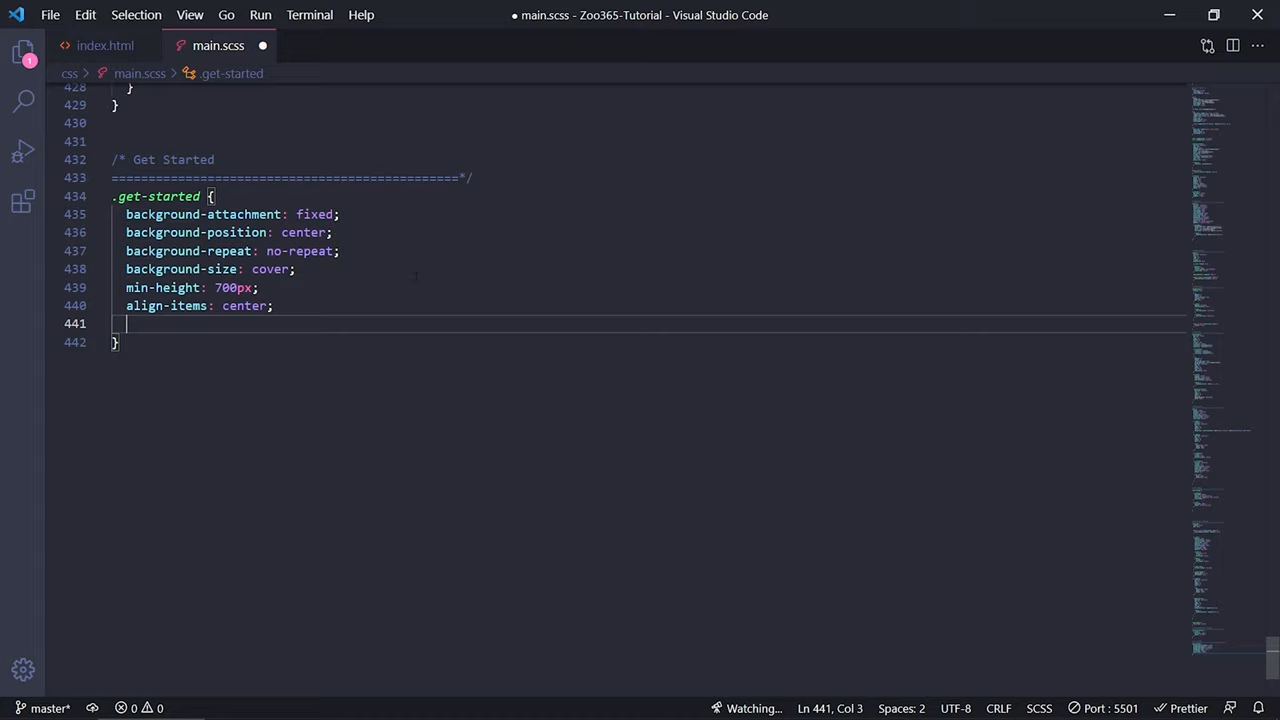 File Edit Selection View Go Run Terminal Help ● main.scss - Zoo365-Tutorial - Visual Studio Code
1
index.html main.scss
css > main.scss > .get-started
428 }
429 }
430
431
432 /* Get Started
433 ===============================================*/
434 .get-started {
435 background-attachment: fixed;
436 background-position: center;
437 background-repeat: no-repeat;
438 background-size: cover;
439 min-height: 700px;
440 align-items: center;
441
442 }
master* 0 0 Watching... Ln 441, Col 3 Spaces: 2 UTF-8 CRLF SCSS Port : 5501 Prettier